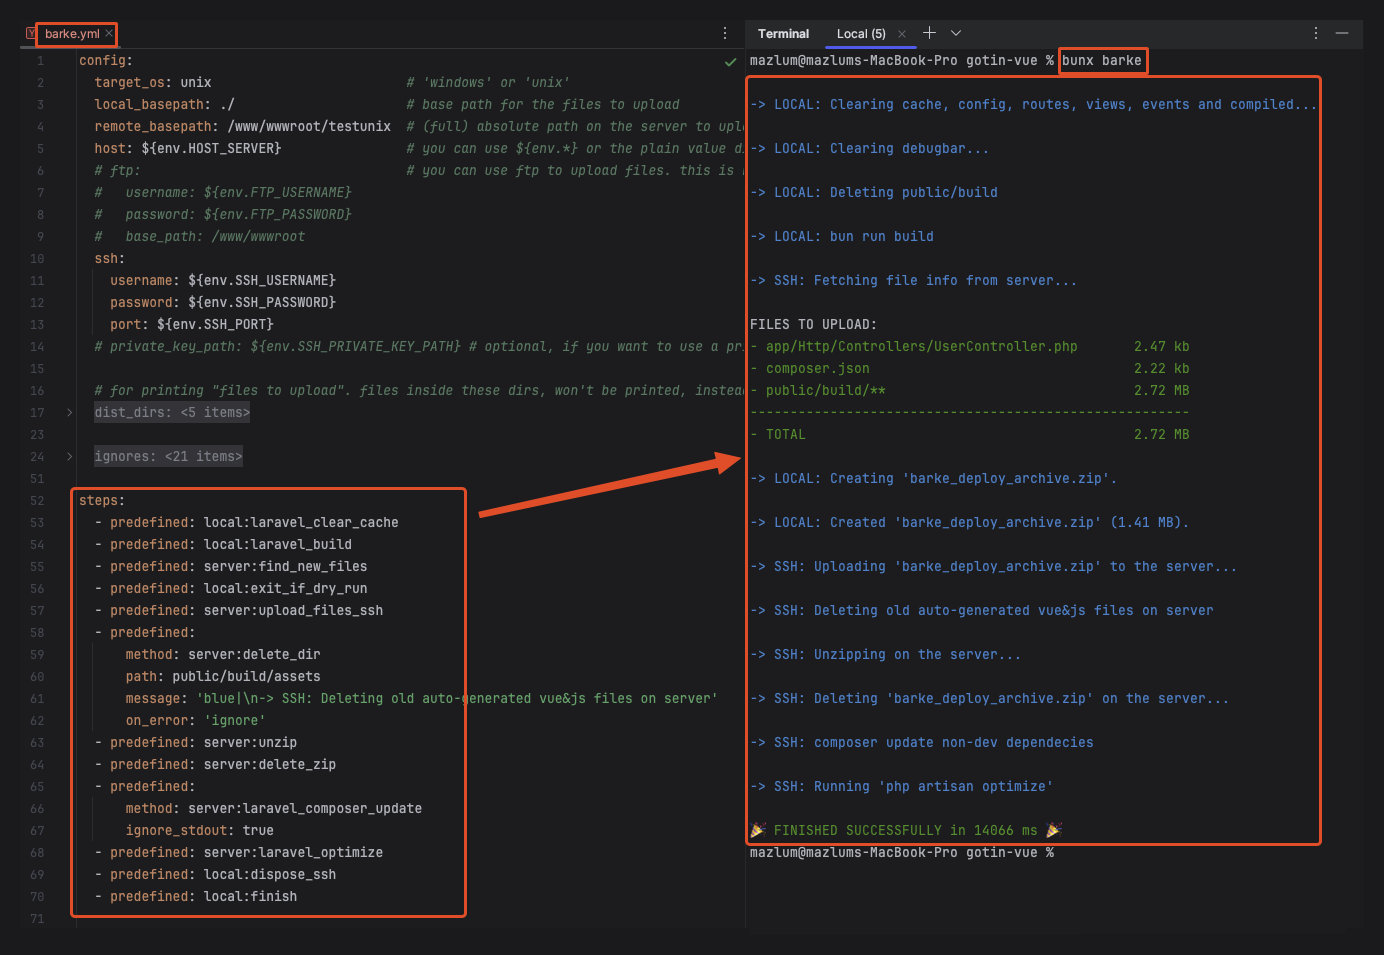 barke.yml
1 config:
2 target_os: unix # 'windows' or 'unix'
3 local_basepath: ./ # base path for the files to upload
4 remote_basepath: /www/wwwroot/testunix # (full) absolute path on the server to upl
5 host: ${env.HOST_SERVER} # you can use ${env.*} or the plain value d
6 # ftp: # you can use ftp to upload files. this is
7 # username: ${env.FTP_USERNAME}
8 # password: ${env.FTP_PASSWORD}
9 # base_path: /www/wwwroot
10 ssh:
11 username: ${env.SSH_USERNAME}
12 password: ${env.SSH_PASSWORD}
13 port: ${env.SSH_PORT}
14 # private_key_path: ${env.SSH_PRIVATE_KEY_PATH} # optional, if you want to use a pr
15
16 # for printing "files to upload". files inside these dirs, won't be printed, instea
17 dist_dirs: <5 items>
23
24 ignores: <21 items>
51
52 steps:
53 - predefined: local:laravel_clear_cache
54 - predefined: local:laravel_build
55 - predefined: server:find_new_files
56 - predefined: local:exit_if_dry_run
57 - predefined: server:upload_files_ssh
58 - predefined:
59 method: server:delete_dir
60 path: public/build/assets
61 message: 'blue|\n-> SSH: Deleting old auto-generated vue&js files on server'
62 on_error: 'ignore'
63 - predefined: server:unzip
64 - predefined: server:delete_zip
65 - predefined:
66 method: server:laravel_composer_update
67 ignore_stdout: true
68 - predefined: server:laravel_optimize
69 - predefined: local:dispose_ssh
70 - predefined: local:finish
71
Terminal Local (5)
mazlum@mazlums-MacBook-Pro gotin-vue % bunx barke
-> LOCAL: Clearing cache, config, routes, views, events and compiled...
-> LOCAL: Clearing debugbar...
-> LOCAL: Deleting public/build
-> LOCAL: bun run build
-> SSH: Fetching file info from server...
FILES TO UPLOAD:
- app/Http/Controllers/UserController.php 2.47 kb
- composer.json 2.22 kb
- public/build/** 2.72 MB
-------------------------------------------------------
- TOTAL 2.72 MB
-> LOCAL: Creating 'barke_deploy_archive.zip'.
-> LOCAL: Created 'barke_deploy_archive.zip' (1.41 MB).
-> SSH: Uploading 'barke_deploy_archive.zip' to the server...
-> SSH: Deleting old auto-generated vue&js files on server
-> SSH: Unzipping on the server...
-> SSH: Deleting 'barke_deploy_archive.zip' on the server...
-> SSH: composer update non-dev dependecies
-> SSH: Running 'php artisan optimize'
🎉 FINISHED SUCCESSFULLY in 14066 ms 🎉
mazlum@mazlums-MacBook-Pro gotin-vue %